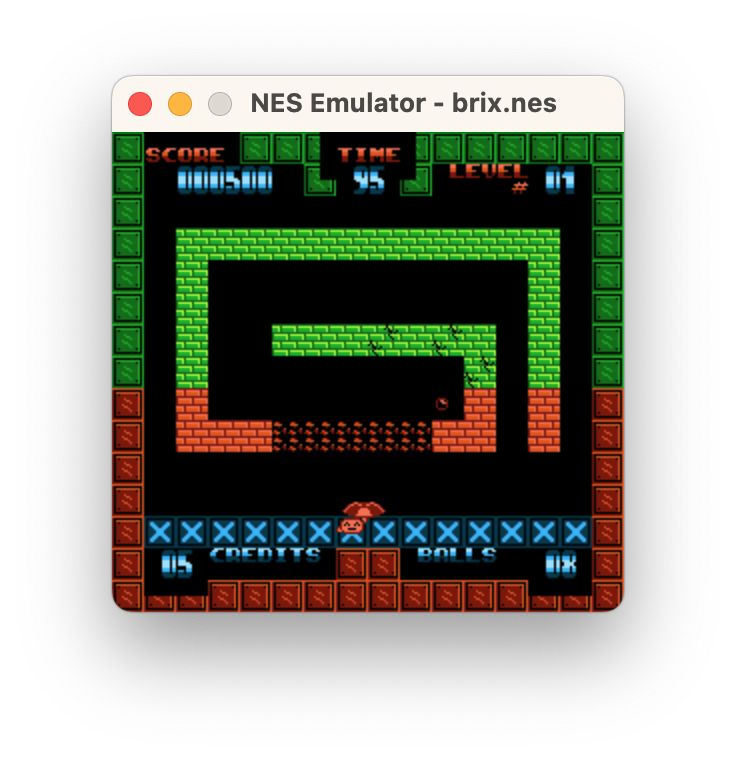 NES Emulator - brix.nes
SCORE TIME
LEVEL
000500 95 # 01
CREDITS BALLS
05 08